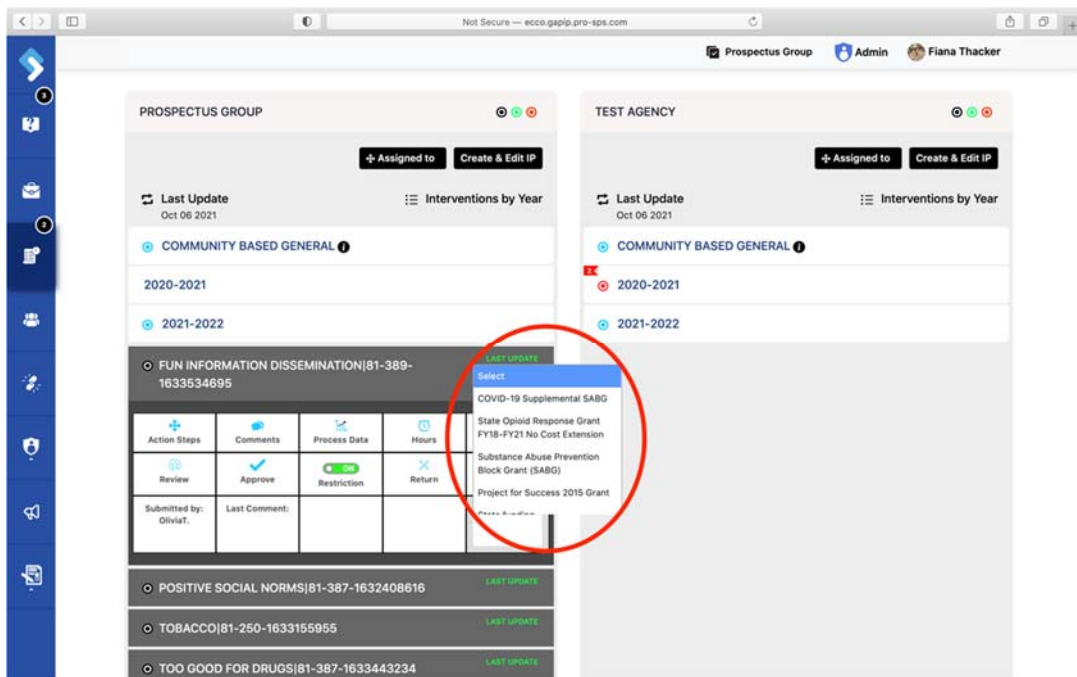 Not Secure — ecco.gapip.pro-sps.com
Prospectus Group
Admin
Fiana Thacker
3
2
PROSPECTUS GROUP
Assigned to
Create & Edit IP
Last Update
Interventions by Year
Oct 06 2021
COMMUNITY BASED GENERAL
2020-2021
2021-2022
FUN INFORMATION DISSEMINATION|81-389-
1633534695
LAST UPDATE
Action Steps
Comments
Process Data
Hours
Review
Approve
ON
Restriction
Return
Submitted by:
OliviaT.
Last Comment:
Select
COVID-19 Supplemental SABG
State Opioid Response Grant
FY18-FY21 No Cost Extension
Substance Abuse Prevention
Block Grant (SABG)
Project for Success 2015 Grant
State funding
POSITIVE SOCIAL NORMS|81-387-1632408616
LAST UPDATE
TOBACCO|81-250-1633155955
LAST UPDATE
TOO GOOD FOR DRUGS|81-387-1633443234
LAST UPDATE
TEST AGENCY
Assigned to
Create & Edit IP
Last Update
Interventions by Year
Oct 06 2021
COMMUNITY BASED GENERAL
2
2020-2021
2021-2022